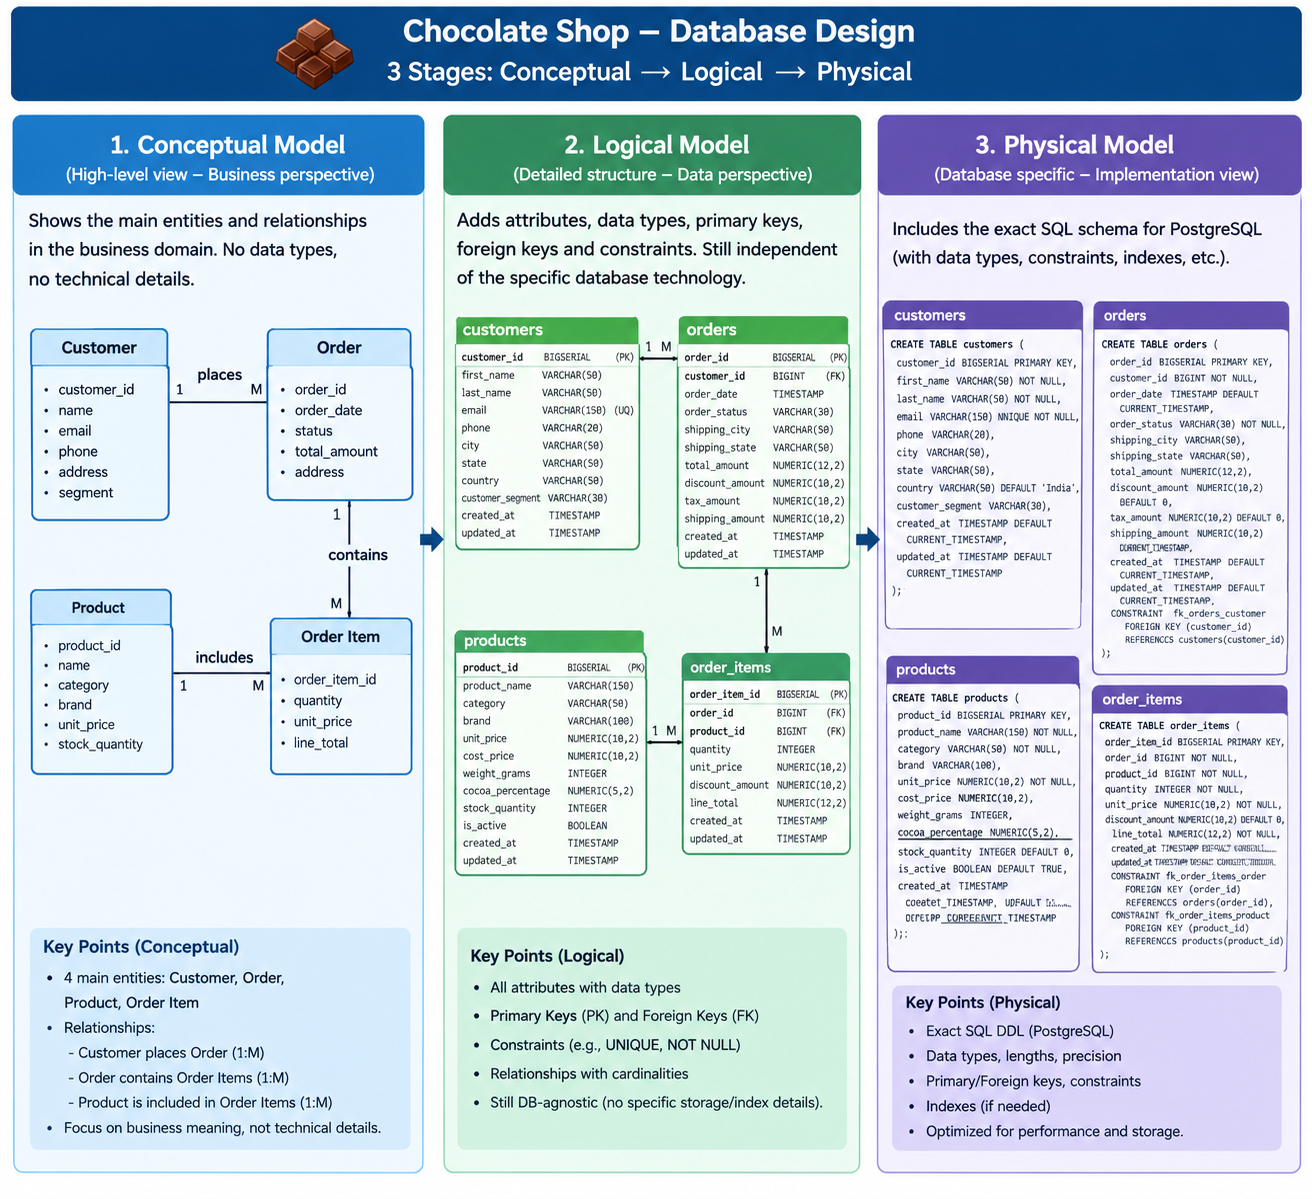 Chocolate Shop – Database Design
3 Stages: Conceptual → Logical → Physical
1. Conceptual Model
(High-level view – Business perspective)
Shows the main entities and relationships
in the business domain. No data types,
no technical details.
Customer
• customer_id
• name
• email
• phone
• address
• segment
places
1
M
Order
• order_id
• order_date
• status
• total_amount
• address
1
contains
M
Product
• product_id
• name
• category
• brand
• unit_price
• stock_quantity
includes
1
M
Order Item
• order_item_id
• quantity
• unit_price
• line_total
Key Points (Conceptual)
• 4 main entities: Customer, Order,
Product, Order Item
• Relationships:
- Customer places Order (1:M)
- Order contains Order Items (1:M)
- Product is included in Order Items (1:M)
• Focus on business meaning, not technical details.
2. Logical Model
(Detailed structure – Data perspective)
Adds attributes, data types, primary keys,
foreign keys and constraints. Still independent
of the specific database technology.
customers
customer_id BIGSERIAL (PK)
first_name VARCHAR(50)
last_name VARCHAR(50)
email VARCHAR(150) (UQ)
phone VARCHAR(20)
city VARCHAR(50)
state VARCHAR(50)
country VARCHAR(50)
customer_segment VARCHAR(30)
created_at TIMESTAMP
updated_at TIMESTAMP
1 M
orders
order_id BIGSERIAL (PK)
customer_id BIGINT (FK)
order_date TIMESTAMP
order_status VARCHAR(30)
shipping_city VARCHAR(50)
shipping_state VARCHAR(50)
total_amount NUMERIC(12,2)
discount_amount NUMERIC(10,2)
tax_amount NUMERIC(10,2)
shipping_amount NUMERIC(10,2)
created_at TIMESTAMP
updated_at TIMESTAMP
1
M
products
product_id BIGSERIAL (PK)
product_name VARCHAR(150)
category VARCHAR(50)
brand VARCHAR(100)
unit_price NUMERIC(10,2)
cost_price NUMERIC(10,2)
weight_grams INTEGER
cocoa_percentage NUMERIC(5,2)
stock_quantity INTEGER
is_active BOOLEAN
created_at TIMESTAMP
updated_at TIMESTAMP
1 M
order_items
order_item_id BIGSERIAL (PK)
order_id BIGINT (FK)
product_id BIGINT (FK)
quantity INTEGER
unit_price NUMERIC(10,2)
discount_amount NUMERIC(10,2)
line_total NUMERIC(12,2)
created_at TIMESTAMP
updated_at TIMESTAMP
Key Points (Logical)
• All attributes with data types
• Primary Keys (PK) and Foreign Keys (FK)
• Constraints (e.g., UNIQUE, NOT NULL)
• Relationships with cardinalities
• Still DB-agnostic (no specific storage/index details).
3. Physical Model
(Database specific – Implementation view)
Includes the exact SQL schema for PostgreSQL
(with data types, constraints, indexes, etc.).
customers
CREATE TABLE customers (
customer_id BIGSERIAL PRIMARY KEY,
first_name VARCHAR(50) NOT NULL,
last_name VARCHAR(50) NOT NULL,
email VARCHAR(150) NNIQUE NOT NULL,
phone VARCHAR(20),
city VARCHAR(50),
state VARCHAR(50),
country VARCHAR(50) DEFAULT 'India',
customer_segment VARCHAR(30),
created_at TIMESTAMP DEFAULT
CURRENT_TIMESTAMP,
updated_at TIMESTAMP DEFAULT
CURRENT_TIMESTAMP
);
orders
CREATE TABLE orders (
order_id BIGSERIAL PRIMARY KEY,
customer_id BIGINT NOT NULL,
order_date TIMESTAMP DEFAULT
CURRENT_TIMESTAMP,
order_status VARCHAR(30) NOT NULL,
shipping_city VARCHAR(50),
shipping_state VARCHAR(50),
total_amount NUMERIC(12,2),
discount_amount NUMERIC(10,2)
DEFAULT 0,
tax_amount NUMERIC(10,2) DEFAULT 0,
shipping_amount NUMERIC(10,2)
created_at TIMESTAMP DEFAULT
CURRENT_TIMESTAMP,
updated_at TIMESTAMP DEFAULT
CURRENT_TIMESTAMP,
CONSTRAINT fk_orders_customer
FOREIGN KEY (customer_id)
REFERENCCS customers(customer_id)
);
products
CREATE TABLE products (
product_id BIGSERIAL PRIMARY KEY,
product_name VARCHAR(150) NOT NULL,
category VARCHAR(50) NOT NULL,
brand VARCHAR(100),
unit_price NUMERIC(10,2) NOT NULL,
cost_price NUMERIC(10,2),
weight_grams INTEGER,
cocoa_percentage NUMERIC(5,2).
stock_quantity INTEGER DEFAULT 0,
is_active BOOLEAN DEPAULT TRUE,
created_at TIMESTAMP
TIMESTAMP
);:
order_items
CREATE TABLE order_items (
order_item_id BIGSERIAL PRIMARY KEY,
order_id BIGINT NOT NULL,
product_id BIGINT NOT NULL,
quantity INTEGER NOT NULL,
unit_price NUMERIC(10,2) NOT NULL,
discount_amount NUMERIC(10,2) DEFAULT 0,
line_total NUMERIC(12,2) NOT NULL,
created_at
updated_at
CONSTRAINT fk_order_items_order
FOREIGN KEY (order_id)
REFERENCCS orders(order_id),
CONSTRAINT fk_order_items_product
FOREIGN KEY (product_id)
REFERENCCS products(product_id)
);
Key Points (Physical)
• Exact SQL DDL (PostgreSQL)
• Data types, lengths, precision
• Primary/Foreign keys, constraints
• Indexes (if needed)
• Optimized for performance and storage.